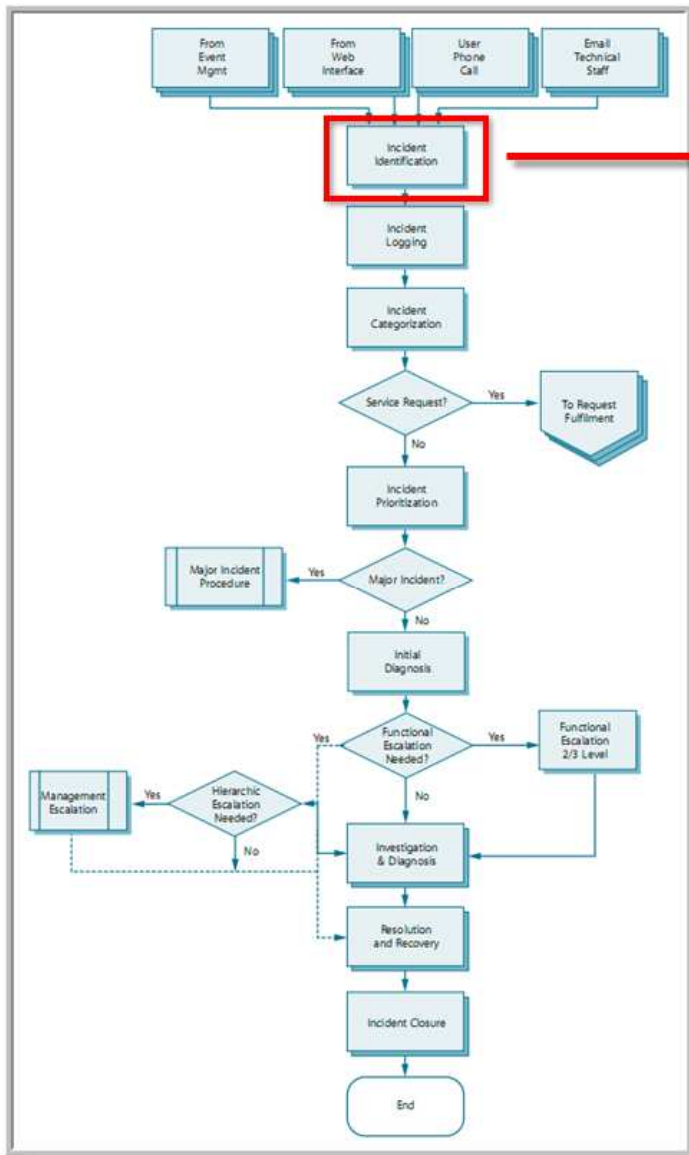 From
Event
Mgmt
From
Web
Interface
User
Phone
Call
Email
Technical
Staff
Incident
Identification
Incident
Logging
Incident
Categorization
Service Request?
Yes
To Request
Fulfilment
No
Incident
Prioritization
Major Incident
Procedure
Yes
Major Incident?
No
Initial
Diagnosis
Yes
Functional
Escalation
Needed?
Yes
Functional
Escalation
2/3 Level
Management
Escalation
Yes
Hierarchic
Escalation
Needed?
No
No
Investigation
& Diagnosis
Resolution
and Recovery
Incident Closure
End